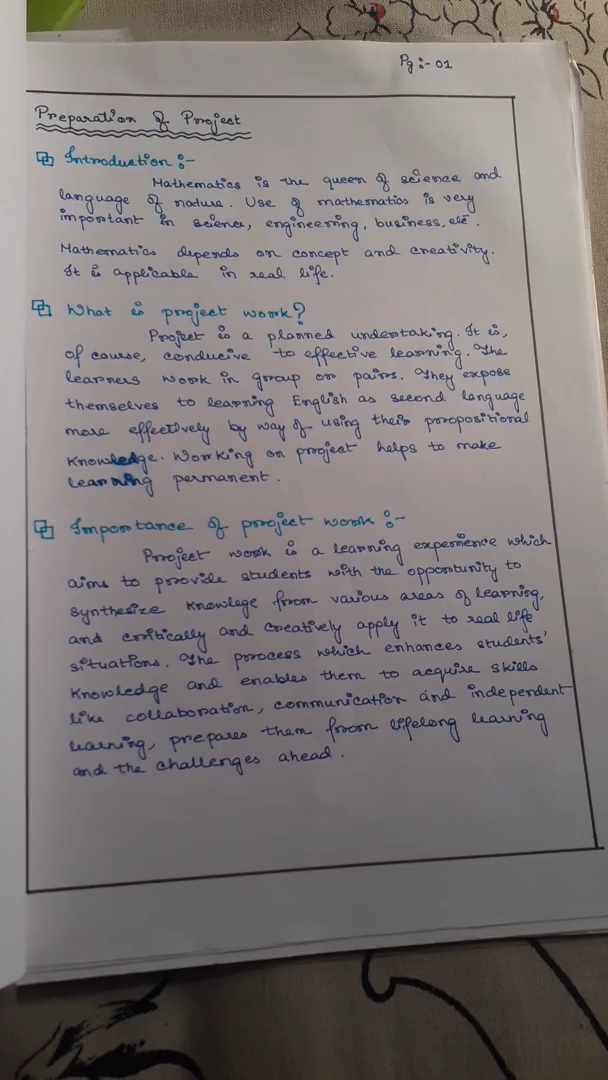 Pg :- 01
Preparation of Project
Introduction :-
Mathematics is the queen of science and
language of nature. Use of mathematics is very
important in science, engineering, business, etc.
Mathematics depends on concept and creativity.
It is applicable in real life.
What is project work?
Project is a planned undertaking. It is,
of course, conducive to effective learning. The
learners work in group or pairs. They expose
themselves to learning English as second language
more effectively by way of using their propositional
knowledge. Working on project helps to make
learning permanent.
Importance of project work :-
Project work is a learning experience which
aims to provide students with the opportunity to
synthesize knowlege from various areas of learning,
and critically and creatively apply it to real life
situations. The process which enhances students'
knowledge and enables them to acquire skills
like collaboration, communication and independent
learning, prepares them from lifelong learning
and the challenges ahead.